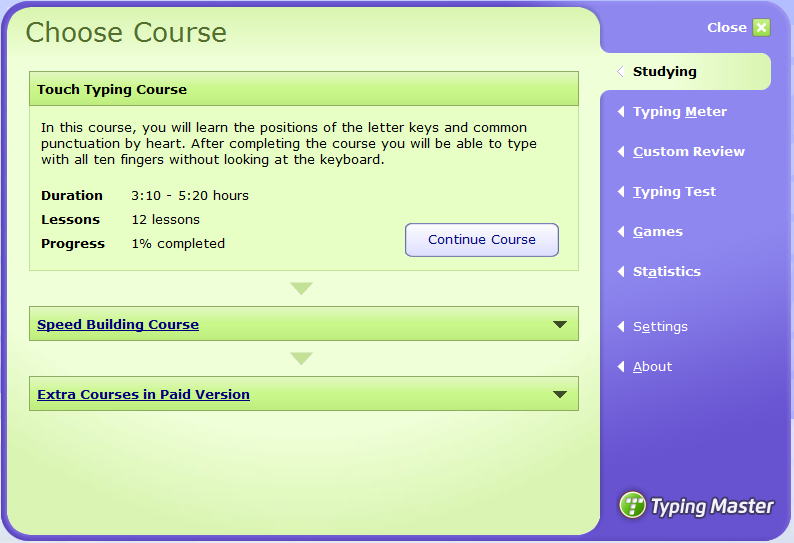 Choose Course
Touch Typing Course
In this course, you will learn the positions of the letter keys and common
punctuation by heart. After completing the course you will be able to type
with all ten fingers without looking at the keyboard.
Duration 3:10 - 5:20 hours
Lessons 12 lessons
Progress 1% completed
Continue Course
Speed Building Course
Extra Courses in Paid Version
Close
Studying
Typing Meter
Custom Review
Typing Test
Games
Statistics
Settings
About
Typing Master